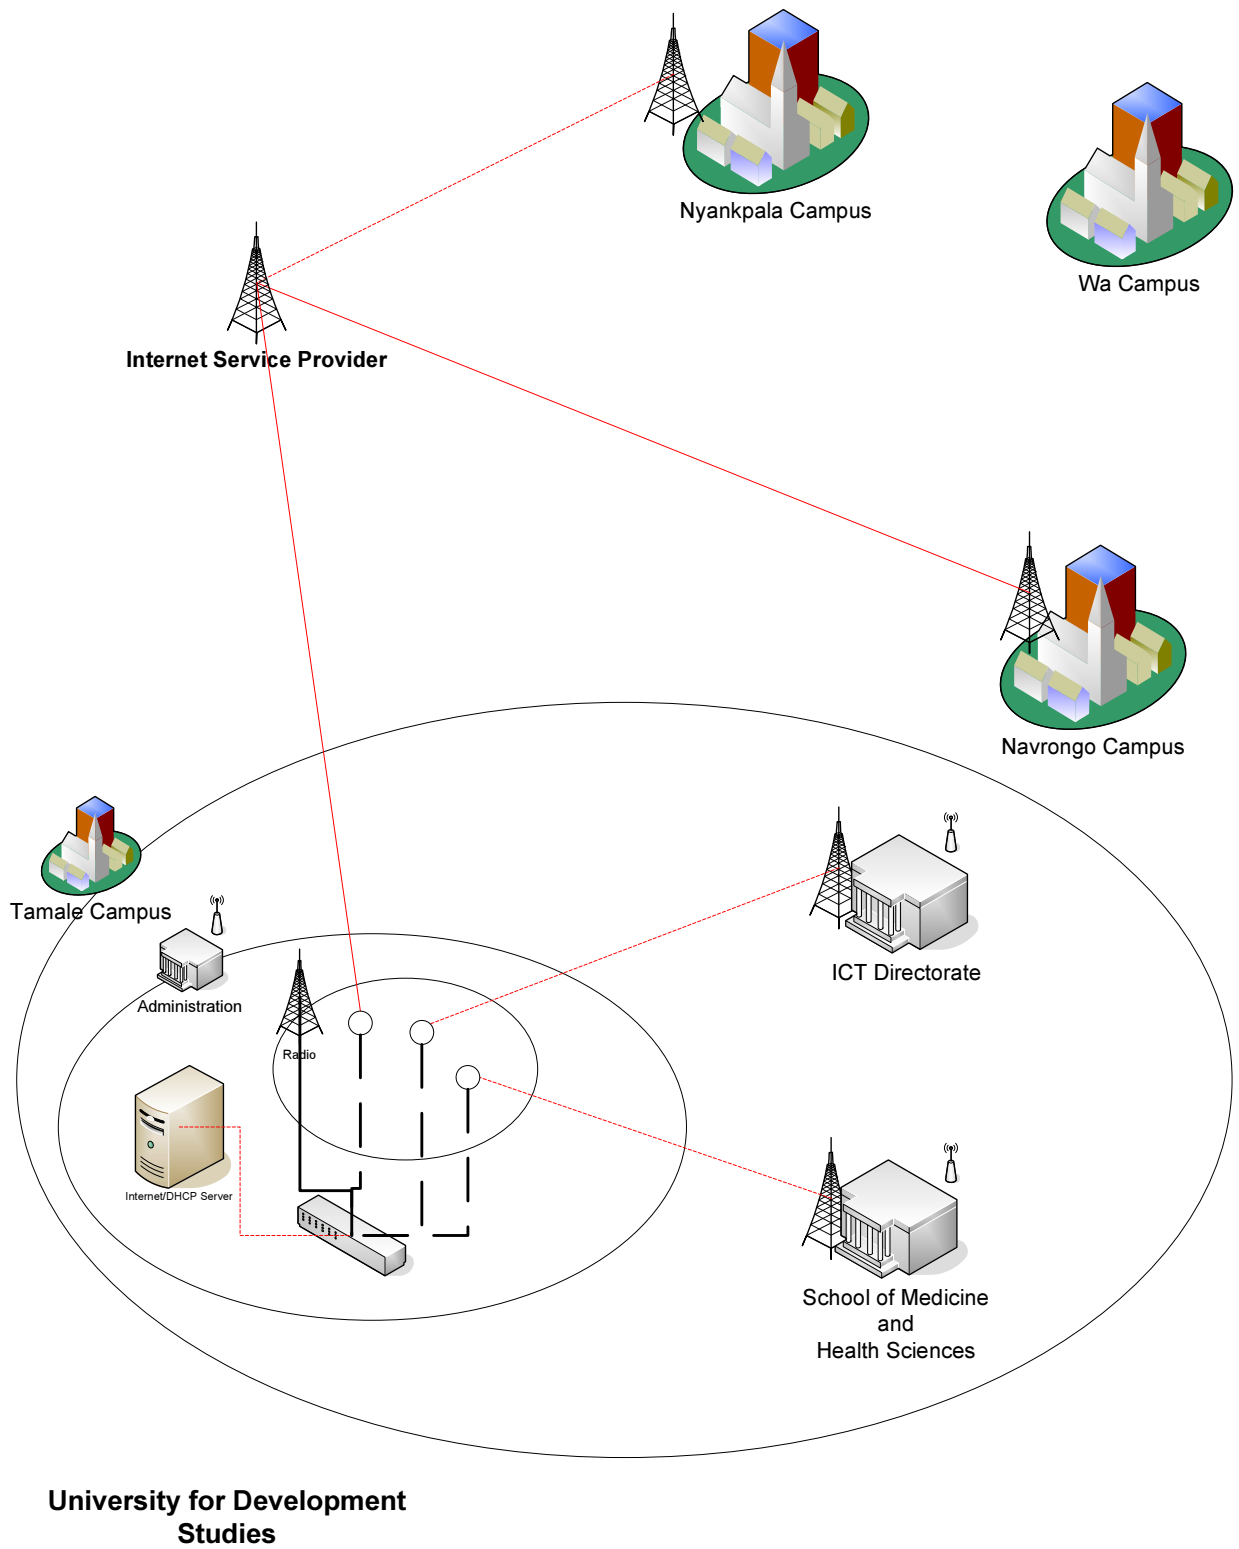 Nyankpala Campus
Wa Campus
Internet Service Provider
Navrongo Campus
Tamale Campus
ICT Directorate
Administration
Radio
Internet/DHCP Server
School of Medicine
and
Health Sciences
University for Development
Studies